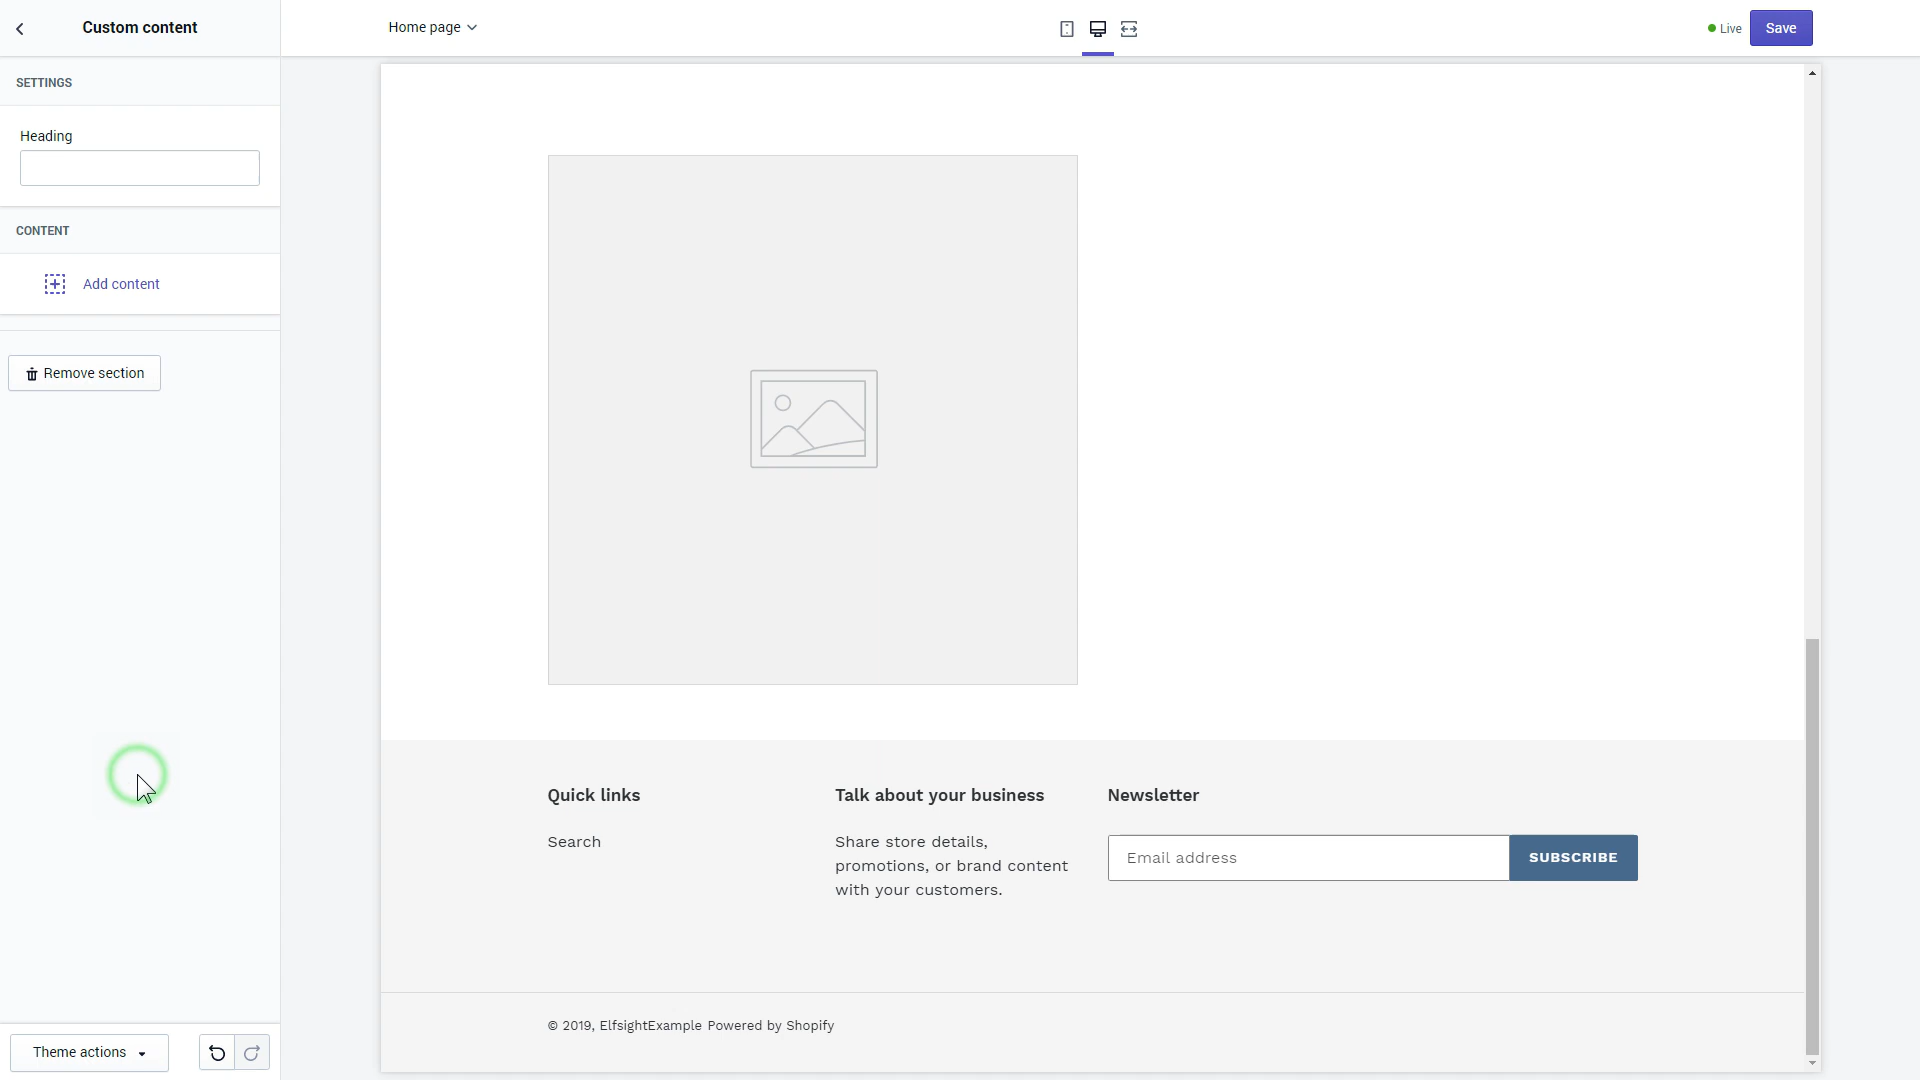 Custom content
Home page
Live
Save
SETTINGS
Heading
CONTENT
Add content
Remove section
Quick links
Search
Talk about your business
Share store details,
promotions, or brand content
with your customers.
Newsletter
Email address
SUBSCRIBE
© 2019, ElfsightExample Powered by Shopify
Theme actions